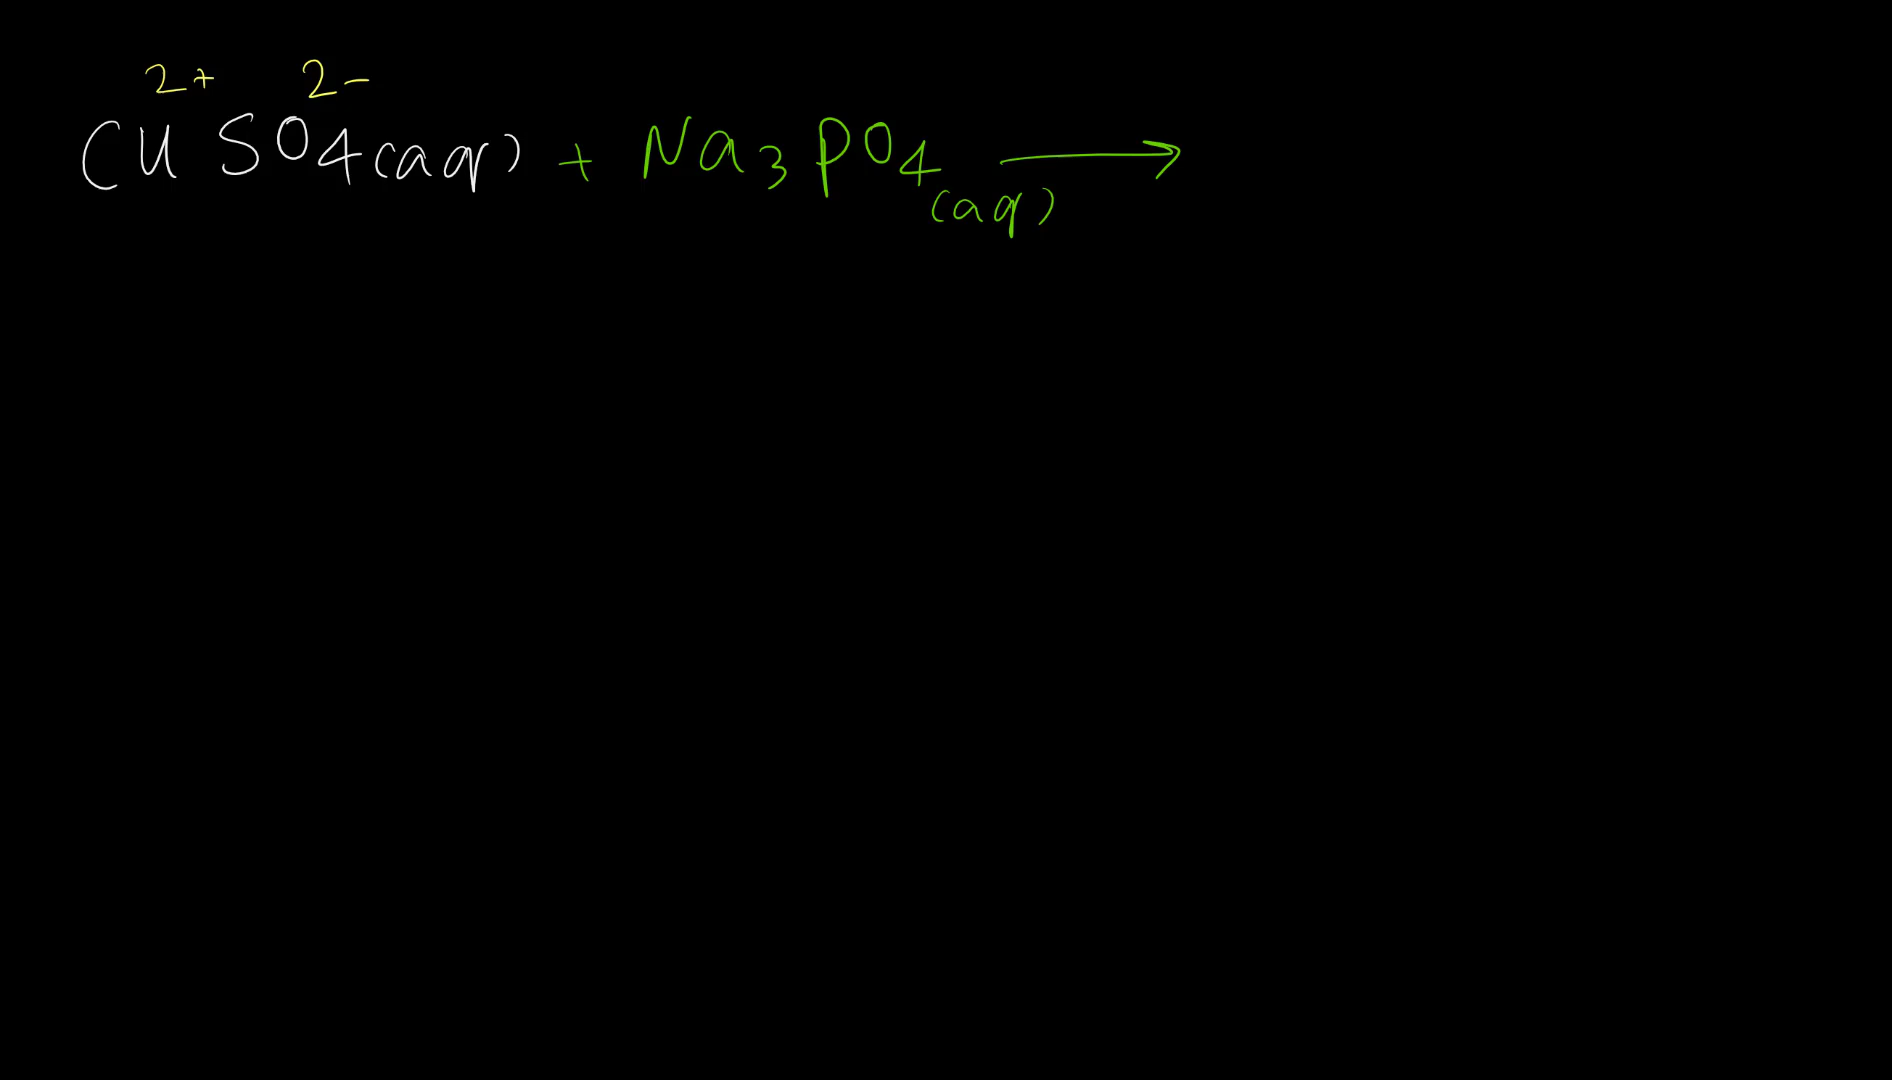 2+ 2-
CuSO4(aq) + Na3PO4(aq) →